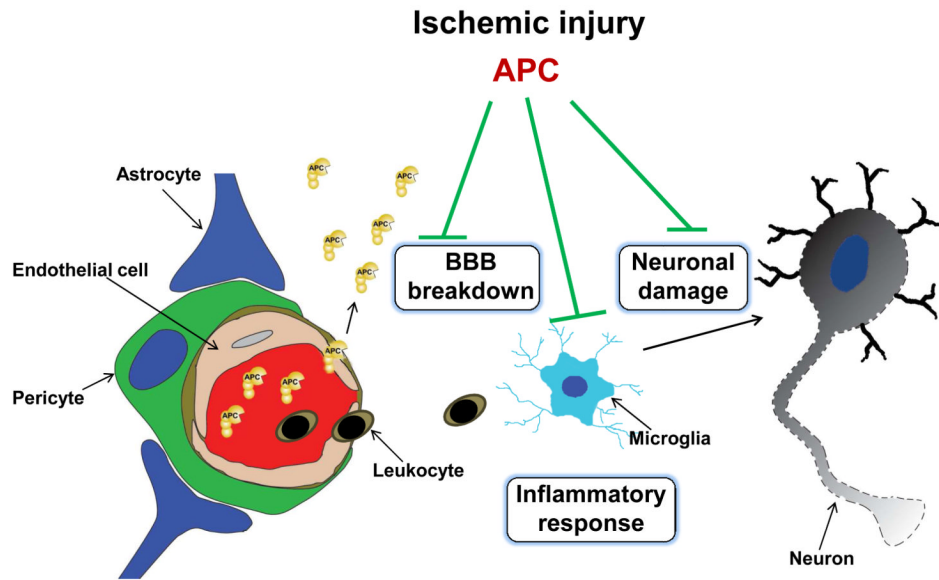 Ischemic injury
APC
Astrocyte
APC
APC
APC
APC
BBB
breakdown
Neuronal
damage
Endothelial cell
APC
APC
APC
APC
APC
Pericyte
Leukocyte
Microglia
Inflammatory
response
Neuron